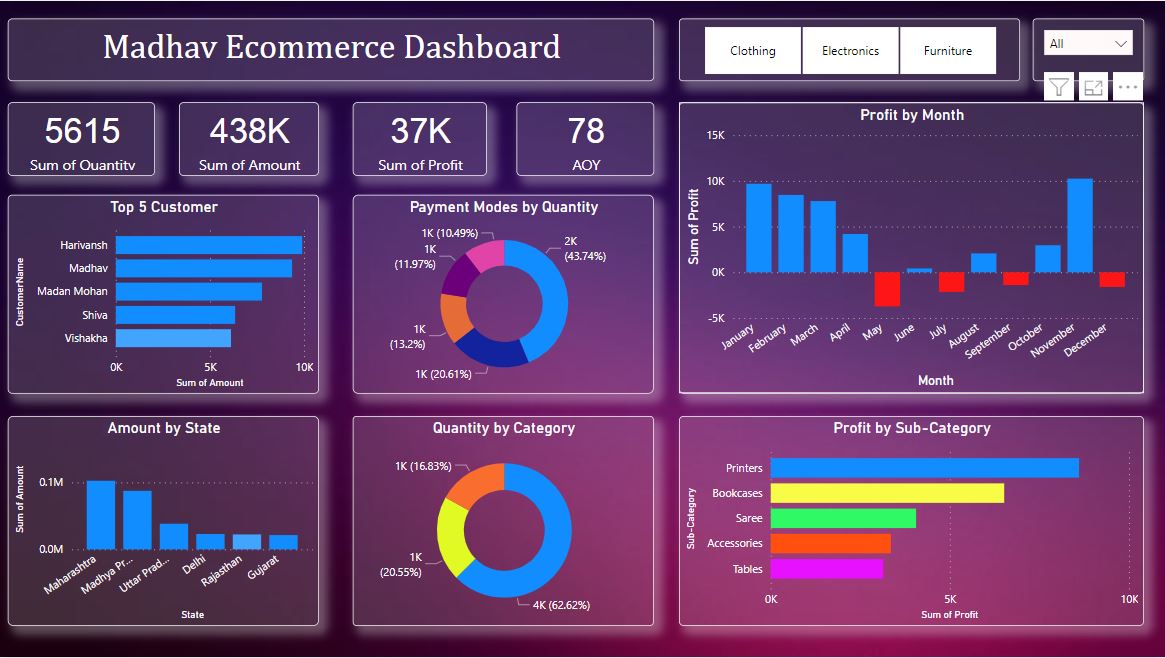 Madhav Ecommerce Dashboard
Clothing
Electronics
Furniture
All
5615
Sum of Quantity
438K
Sum of Amount
37K
Sum of Profit
78
AOY
Profit by Month
15K
10K
5K
0K
-5K
Sum of Profit
January
February
March
April
May
June
July
August
September
October
November
December
Month
Top 5 Customer
CustomerName
Harivansh
Madhav
Madan Mohan
Shiva
Vishakha
0K
5K
10K
Sum of Amount
Payment Modes by Quantity
1K (10.49%)
2K
(43.74%)
1K
(11.97%)
1K
(13.2%)
1K (20.61%)
Amount by State
Sum of Amount
0.1M
0.0M
Maharashtra
Madhya Pr...
Uttar Prad...
Delhi
Rajasthan
Gujarat
State
Quantity by Category
1K (16.83%)
1K
(20.55%)
4K (62.62%)
Profit by Sub-Category
Sub-Category
Printers
Bookcases
Saree
Accessories
Tables
0K
5K
10K
Sum of Profit